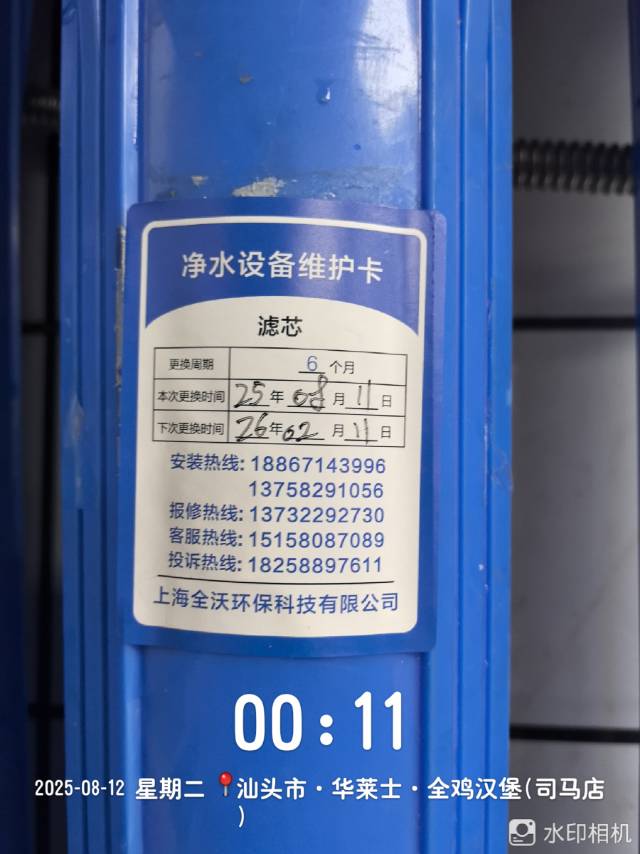 净水设备维护卡
滤芯
更换周期 6 个月
本次更换时间 25 年 08 月 11 日
下次更换时间 26 年 02 月 11 日
安装热线: 18867143996
13758291056
报修热线: 13732292730
客服热线: 15158087089
投诉热线: 18258897611
上海全沃环保科技有限公司
00:11
2025-08-12 星期二 汕头市·华莱士·全鸡汉堡(司马店
)
水印相机